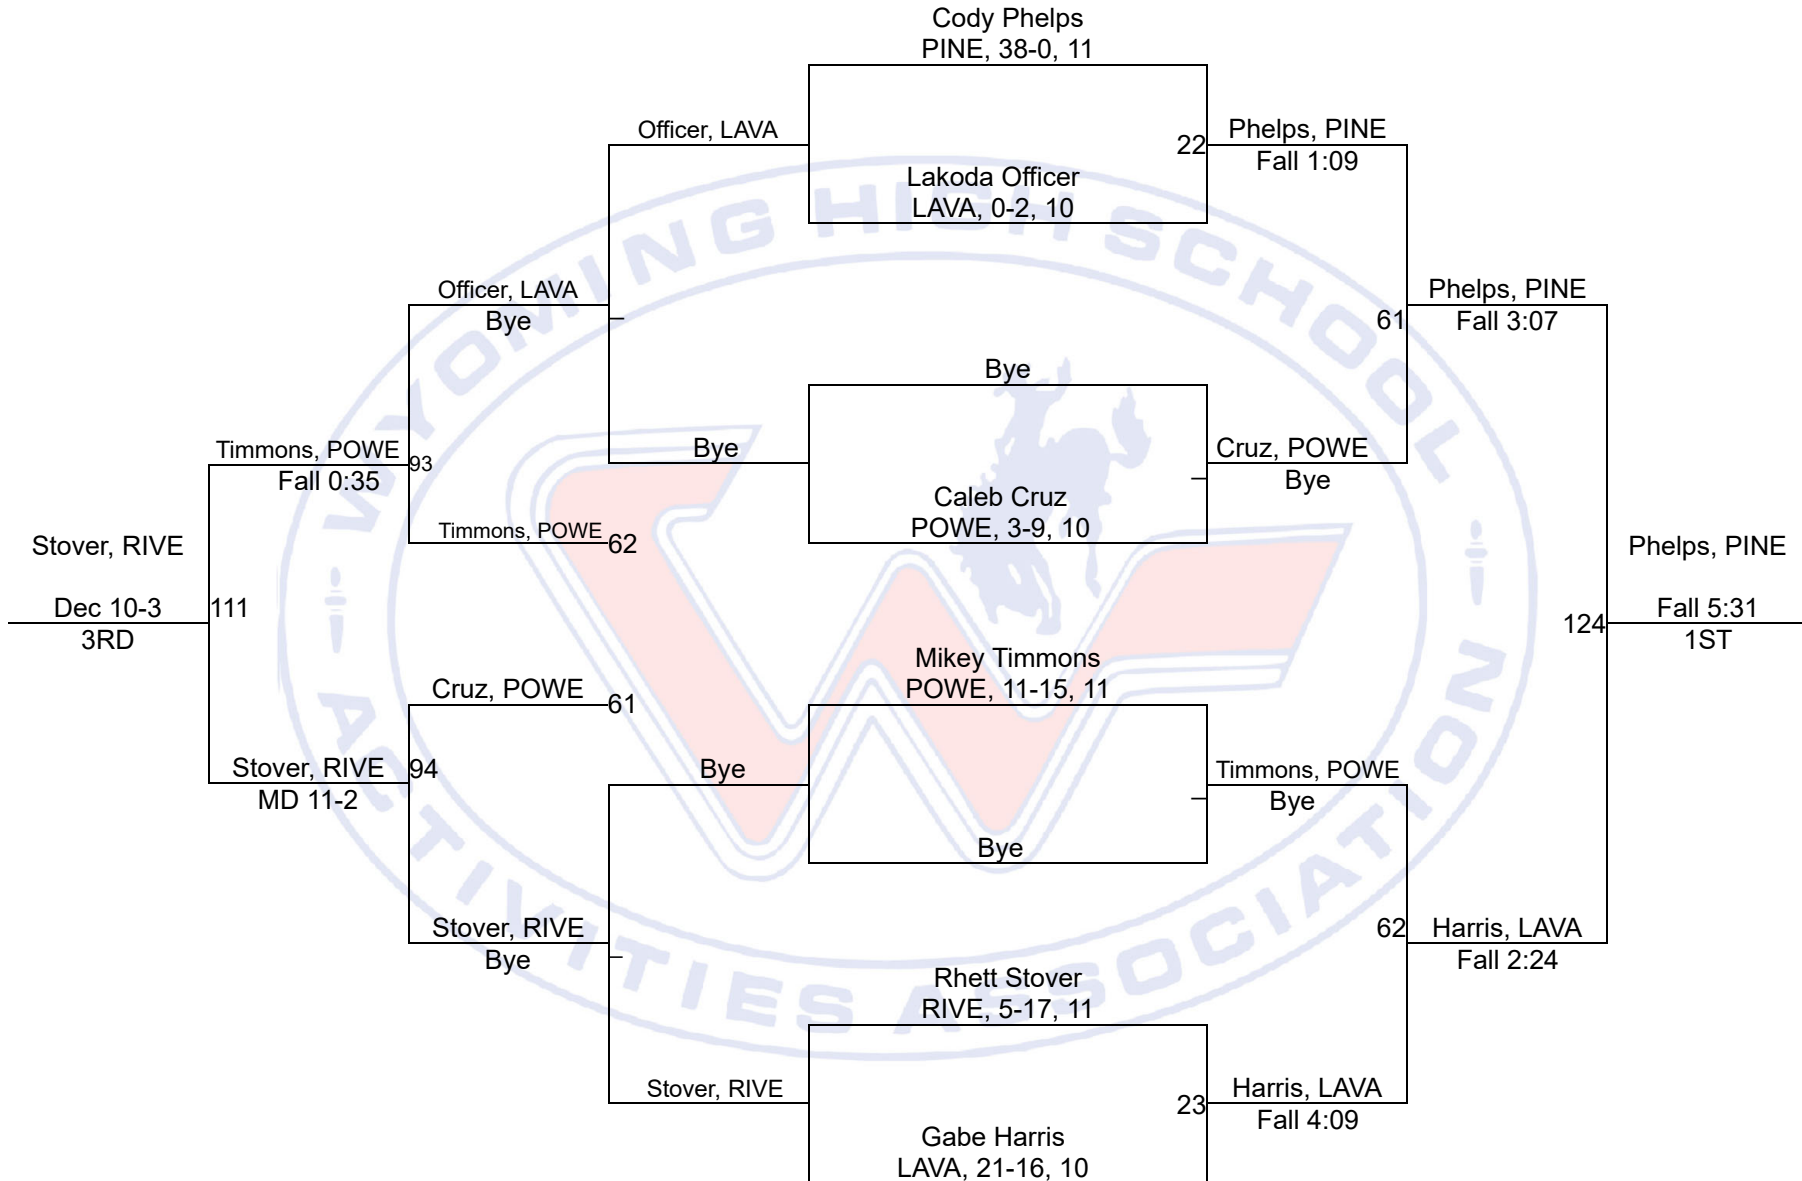 Cody Phelps
PINE, 38-0, 11
Officer, LAVA
22
Phelps, PINE
Fall 1:09
Lakoda Officer
LAVA, 0-2, 10
Officer, LAVA
Bye
61
Phelps, PINE
Fall 3:07
Bye
Timmons, POWE
Fall 0:35
93
Bye
Cruz, POWE
Bye
Caleb Cruz
POWE, 3-9, 10
Timmons, POWE
62
Stover, RIVE
Dec 10-3
3RD
111
Phelps, PINE
Fall 5:31
1ST
124
Mikey Timmons
POWE, 11-15, 11
Cruz, POWE
61
Stover, RIVE
MD 11-2
94
Bye
Timmons, POWE
Bye
Bye
Stover, RIVE
Bye
62
Harris, LAVA
Fall 2:24
Rhett Stover
RIVE, 5-17, 11
Stover, RIVE
23
Harris, LAVA
Fall 4:09
Gabe Harris
LAVA, 21-16, 10
WYOMING HIGH SCHOOL
ACTIVITIES ASSOCIATION